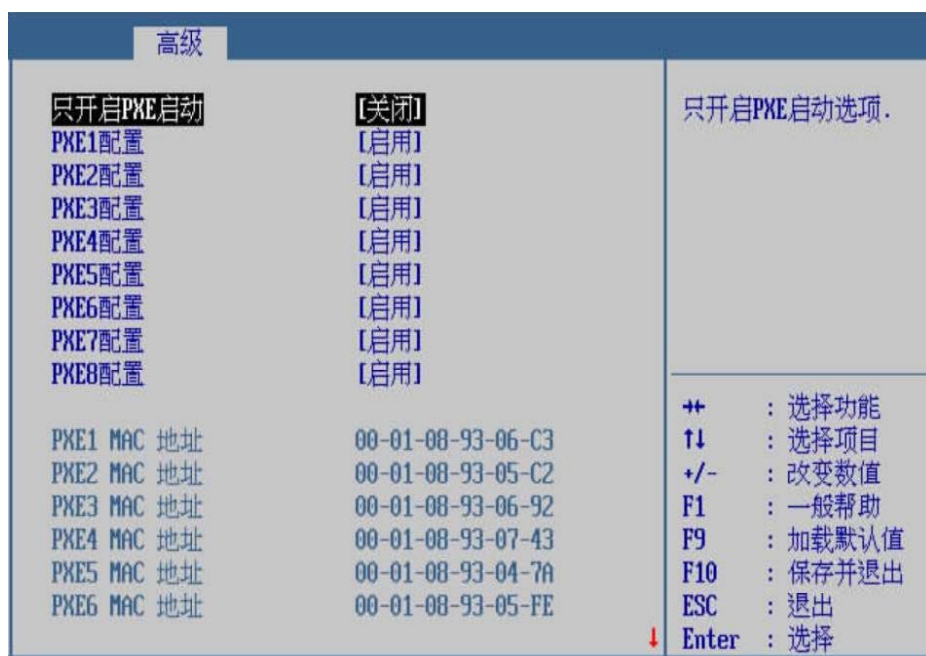 高级
只开启PXE启动 [关闭]
PXE1配置 [启用]
PXE2配置 [启用]
PXE3配置 [启用]
PXE4配置 [启用]
PXE5配置 [启用]
PXE6配置 [启用]
PXE7配置 [启用]
PXE8配置 [启用]
PXE1 MAC 地址 00-01-08-93-06-C3
PXE2 MAC 地址 00-01-08-93-05-C2
PXE3 MAC 地址 00-01-08-93-06-92
PXE4 MAC 地址 00-01-08-93-07-43
PXE5 MAC 地址 00-01-08-93-04-7A
PXE6 MAC 地址 00-01-08-93-05-FE
只开启PXE启动选项.
→← : 选择功能
↑↓ : 选择项目
+/- : 改变数值
F1 : 一般帮助
F9 : 加载默认值
F10 : 保存并退出
ESC : 退出
Enter : 选择